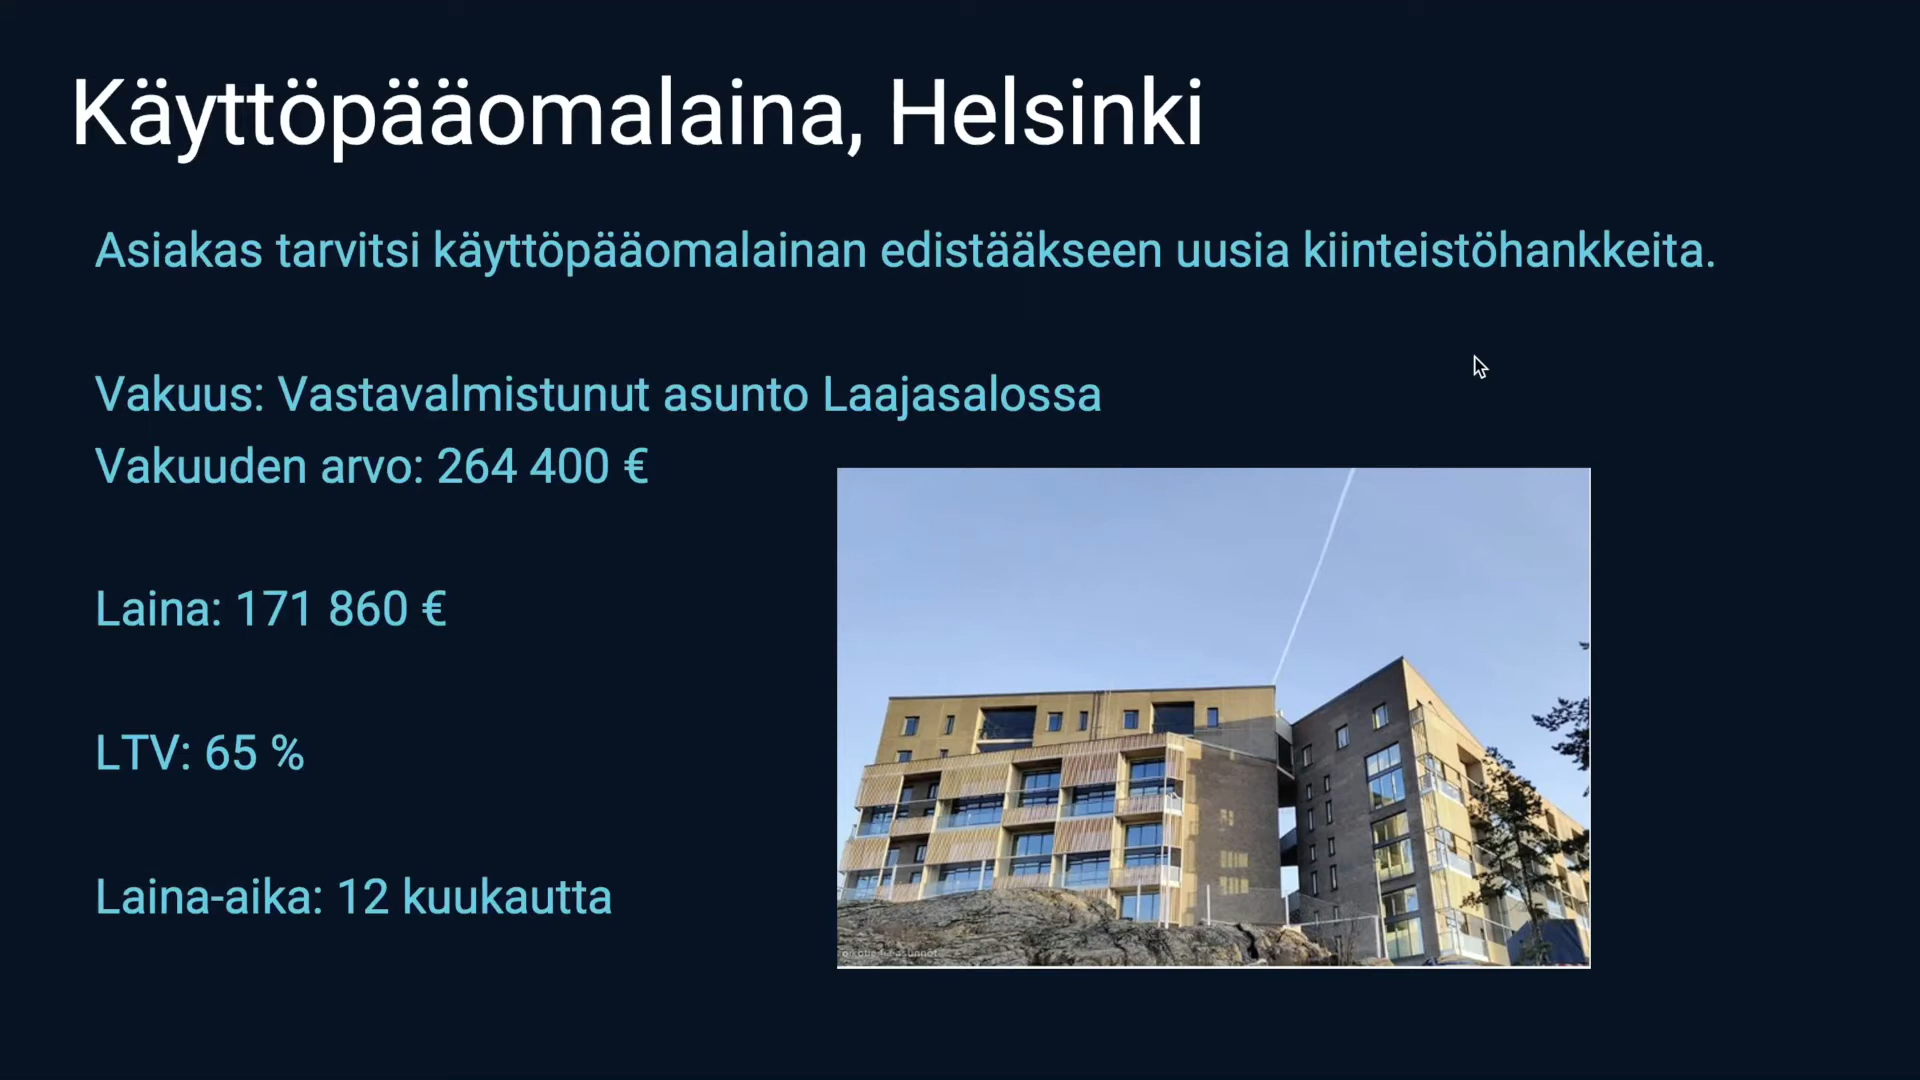 Käyttöpääomalaina, Helsinki
Asiakas tarvitsi käyttöpääomalainan edistääkseen uusia kiinteistöhankkeita.
Vakuus: Vastavalmistunut asunto Laajasalossa
Vakuuden arvo: 264 400 €
Laina: 171 860 €
LTV: 65 %
Laina-aika: 12 kuukautta